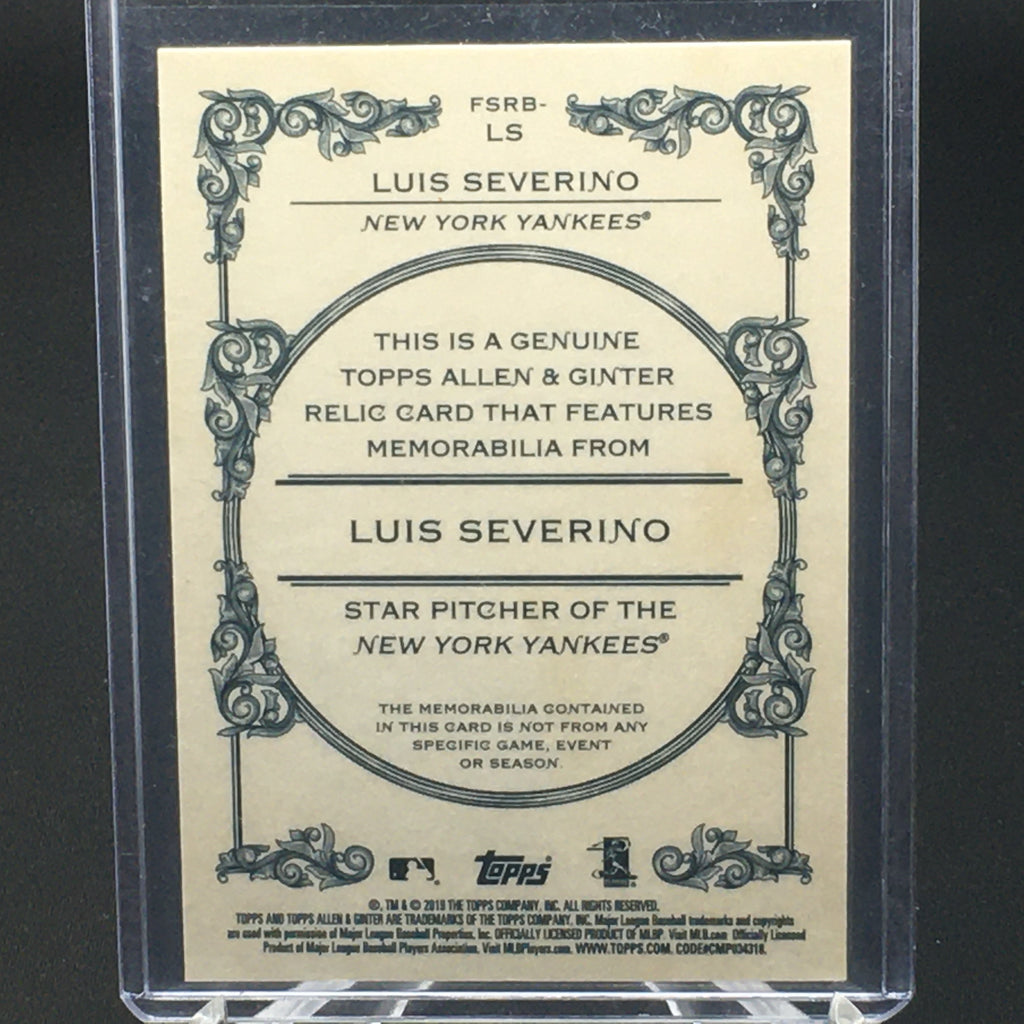 FSRB-
LS
LUIS SEVERINO
NEW YORK YANKEES®
THIS IS A GENUINE
TOPPS ALLEN & GINTER
RELIC CARD THAT FEATURES
MEMORABILIA FROM
LUIS SEVERINO
STAR PITCHER OF THE
NEW YORK YANKEES®
THE MEMORABILIA CONTAINED
IN THIS CARD IS NOT FROM ANY
SPECIFIC GAME, EVENT
OR SEASON.
topps
©, TM & © 2019 THE TOPPS COMPANY, INC. ALL RIGHTS RESERVED.
TOPPS AND TOPPS ALLEN & GINTER ARE TRADEMARKS OF THE TOPPS COMPANY, INC. Major League Baseball trademarks and copyrights
are used with permission of Major League Baseball Properties, Inc. OFFICIALLY LICENSED PRODUCT OF MLBP. Visit MLB.com Officially Licensed
Product of Major League Baseball Players Association. Visit MLBPlayers.com. WWW.TOPPS.COM. CODE#CMP034318.